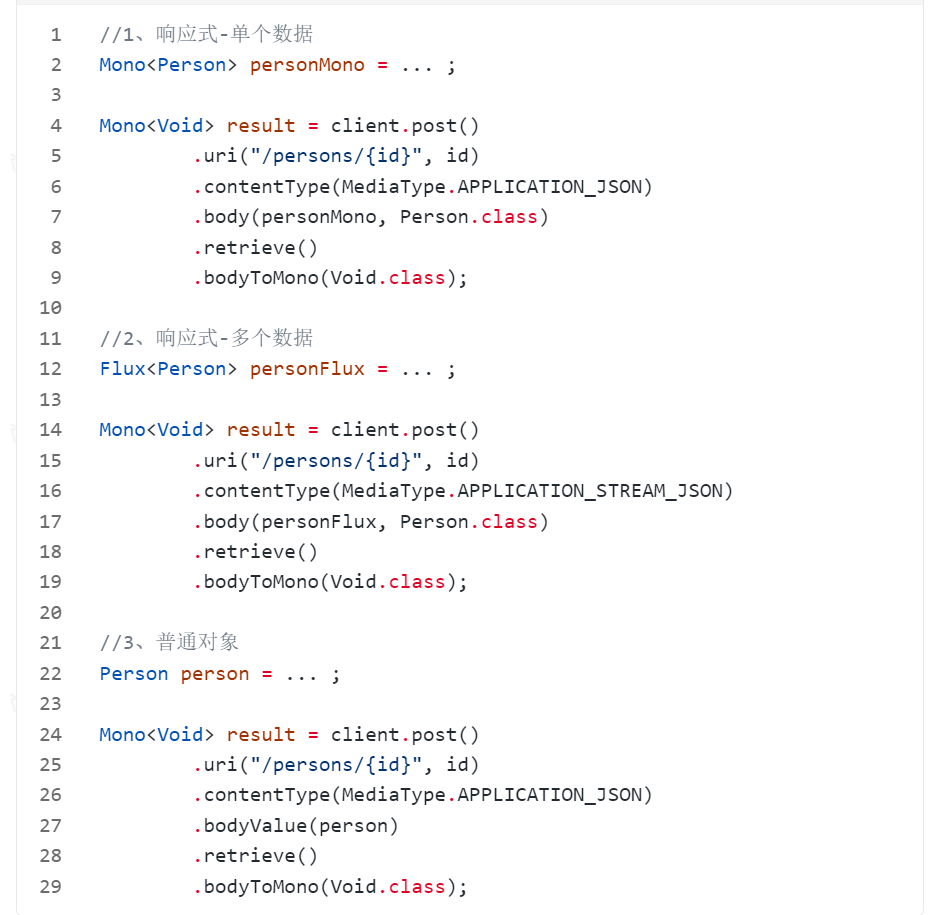 1 //1、响应式-单个数据
2 Mono<Person> personMono = ... ;
3
4 Mono<Void> result = client.post()
5         .uri("/persons/{id}", id)
6         .contentType(MediaType.APPLICATION_JSON)
7         .body(personMono, Person.class)
8         .retrieve()
9         .bodyToMono(Void.class);
10
11 //2、响应式-多个数据
12 Flux<Person> personFlux = ... ;
13
14 Mono<Void> result = client.post()
15         .uri("/persons/{id}", id)
16         .contentType(MediaType.APPLICATION_STREAM_JSON)
17         .body(personFlux, Person.class)
18         .retrieve()
19         .bodyToMono(Void.class);
20
21 //3、普通对象
22 Person person = ... ;
23
24 Mono<Void> result = client.post()
25         .uri("/persons/{id}", id)
26         .contentType(MediaType.APPLICATION_JSON)
27         .bodyValue(person)
28         .retrieve()
29         .bodyToMono(Void.class);